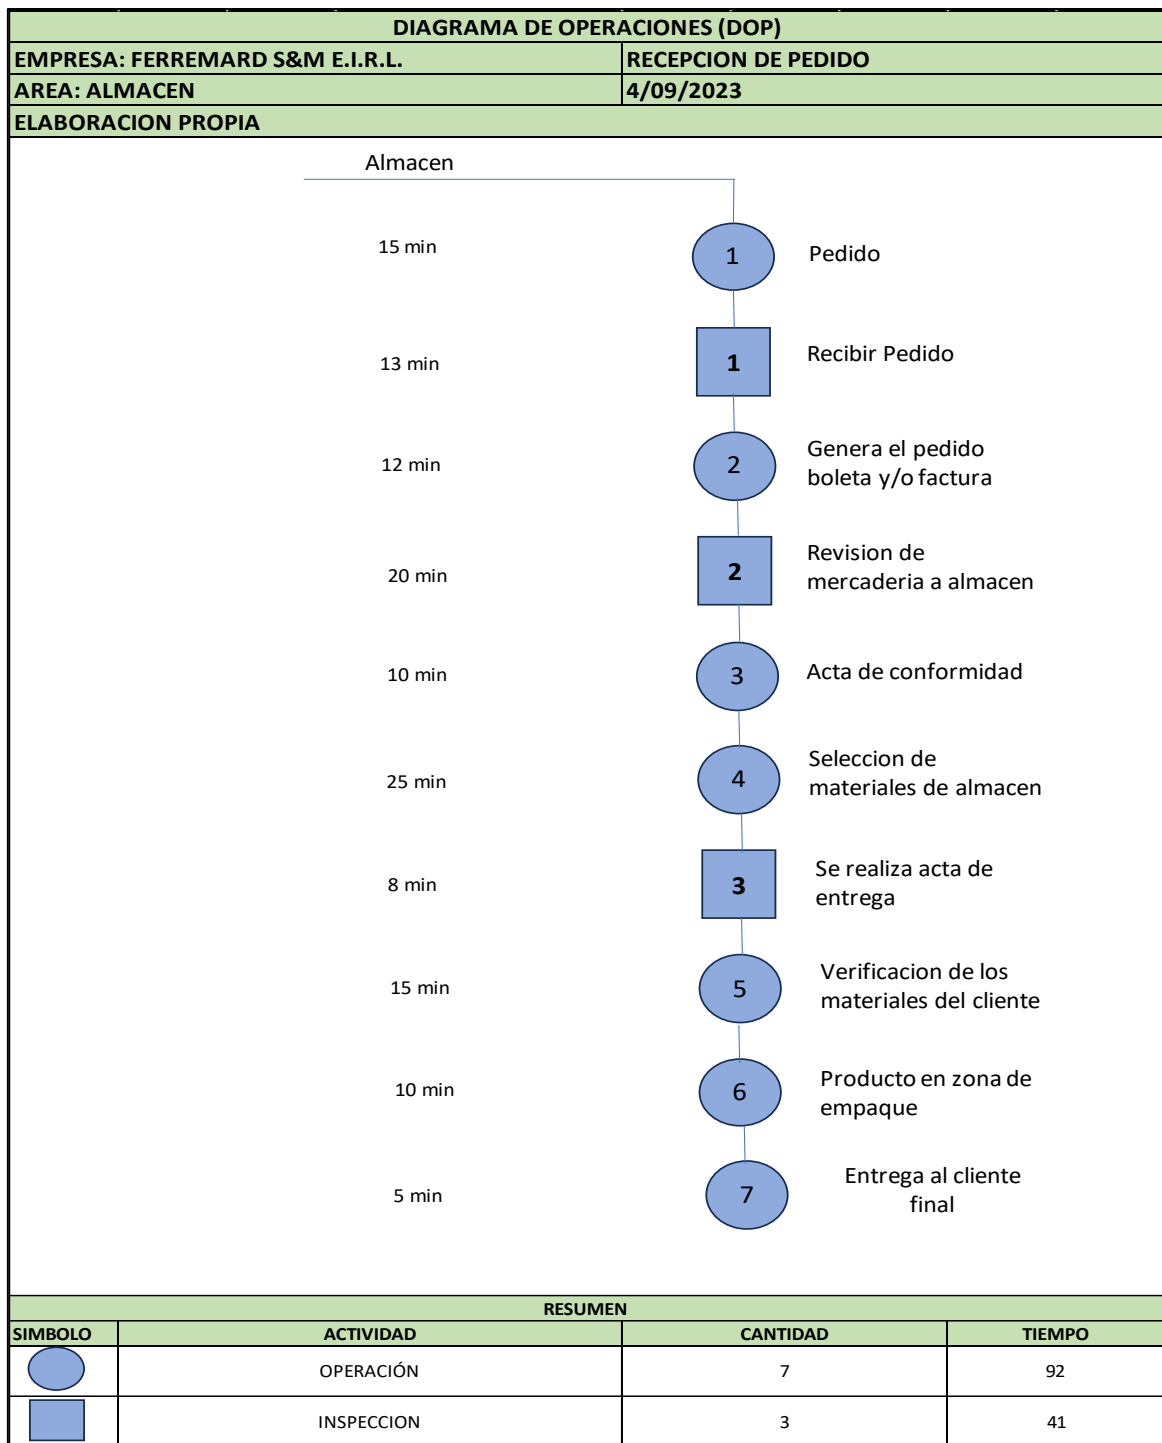 DIAGRAMA DE OPERACIONES (DOP)
EMPRESA: FERREMARD S&M E.I.R.L.
RECEPCION DE PEDIDO
AREA: ALMACEN
4/09/2023
ELABORACION PROPIA
Almacen
15 min
1
Pedido
13 min
1
Recibir Pedido
12 min
2
Genera el pedido
boleta y/o factura
20 min
2
Revision de
mercaderia a almacen
10 min
3
Acta de conformidad
25 min
4
Seleccion de
materiales de almacen
8 min
3
Se realiza acta de
entrega
15 min
5
Verificacion de los
materiales del cliente
10 min
6
Producto en zona de
empaque
5 min
7
Entrega al cliente
final
RESUMEN
SIMBOLO
ACTIVIDAD
CANTIDAD
TIEMPO
OPERACIÓN
7
92
INSPECCION
3
41